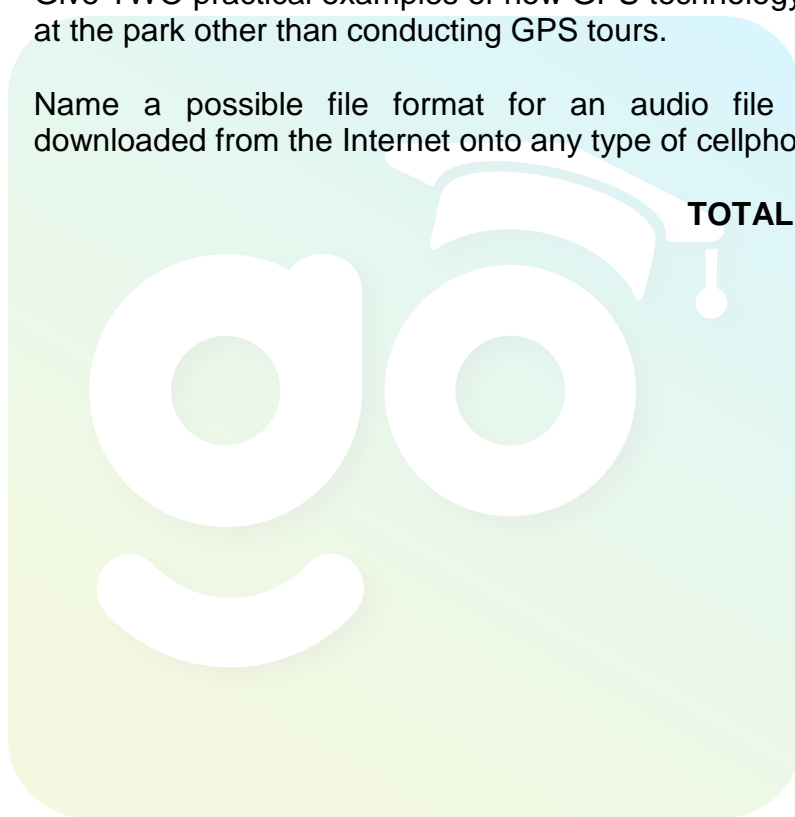 at the park other than conducting GPS tours.
Name a possible file format for an audio file
downloaded from the Internet onto any type of
TOTAL
go